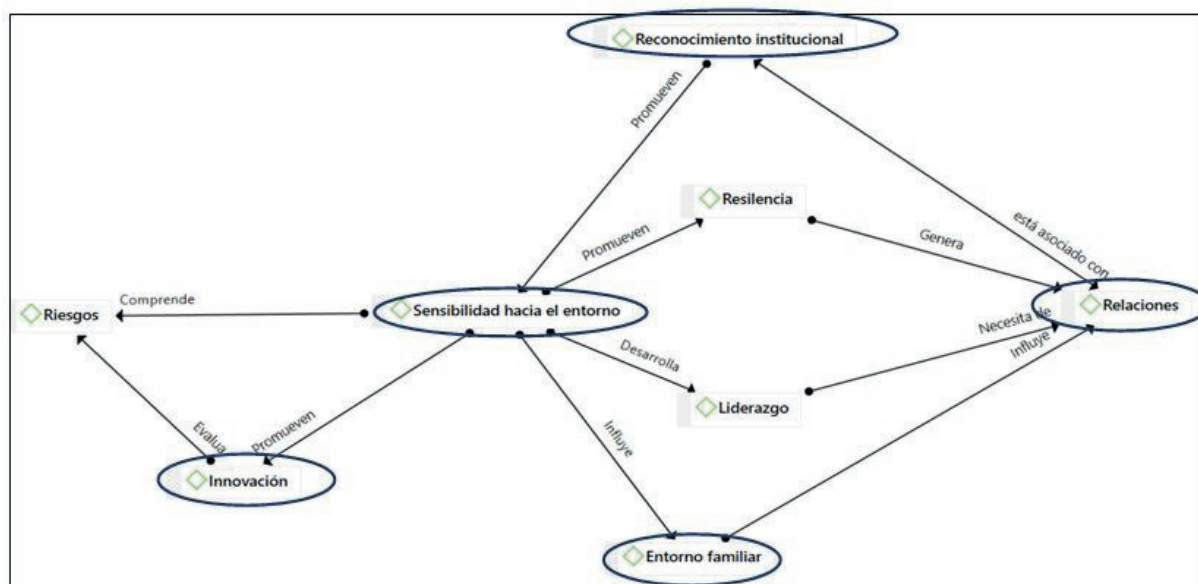 Reconocimiento institucional
Promueven
Resilencia
Promueven
Genera
está asociado con
Comprende
Riesgos
Sensibilidad hacia el entorno
Relaciones
Necesita de
Desarrolla
Influye
Liderazgo
Evalua
Promueven
Influye
Innovación
Entorno familiar